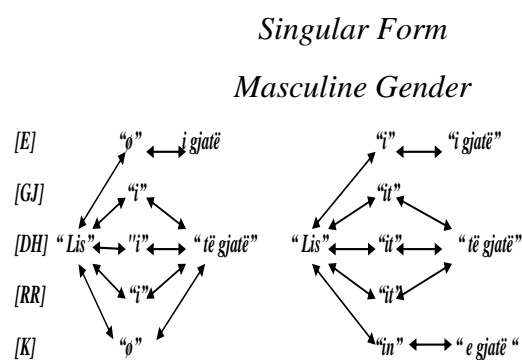 Singular Form
Masculine Gender
[E] “ø” i gjatë “i” “i gjatë”
[GJ] “i” “it”
[DH] “ Lis” "i” “ të gjatë” “ Lis” “it” “ të gjatë”
[RR] “i” “it”
[K] “ø” “in” “ e gjatë “